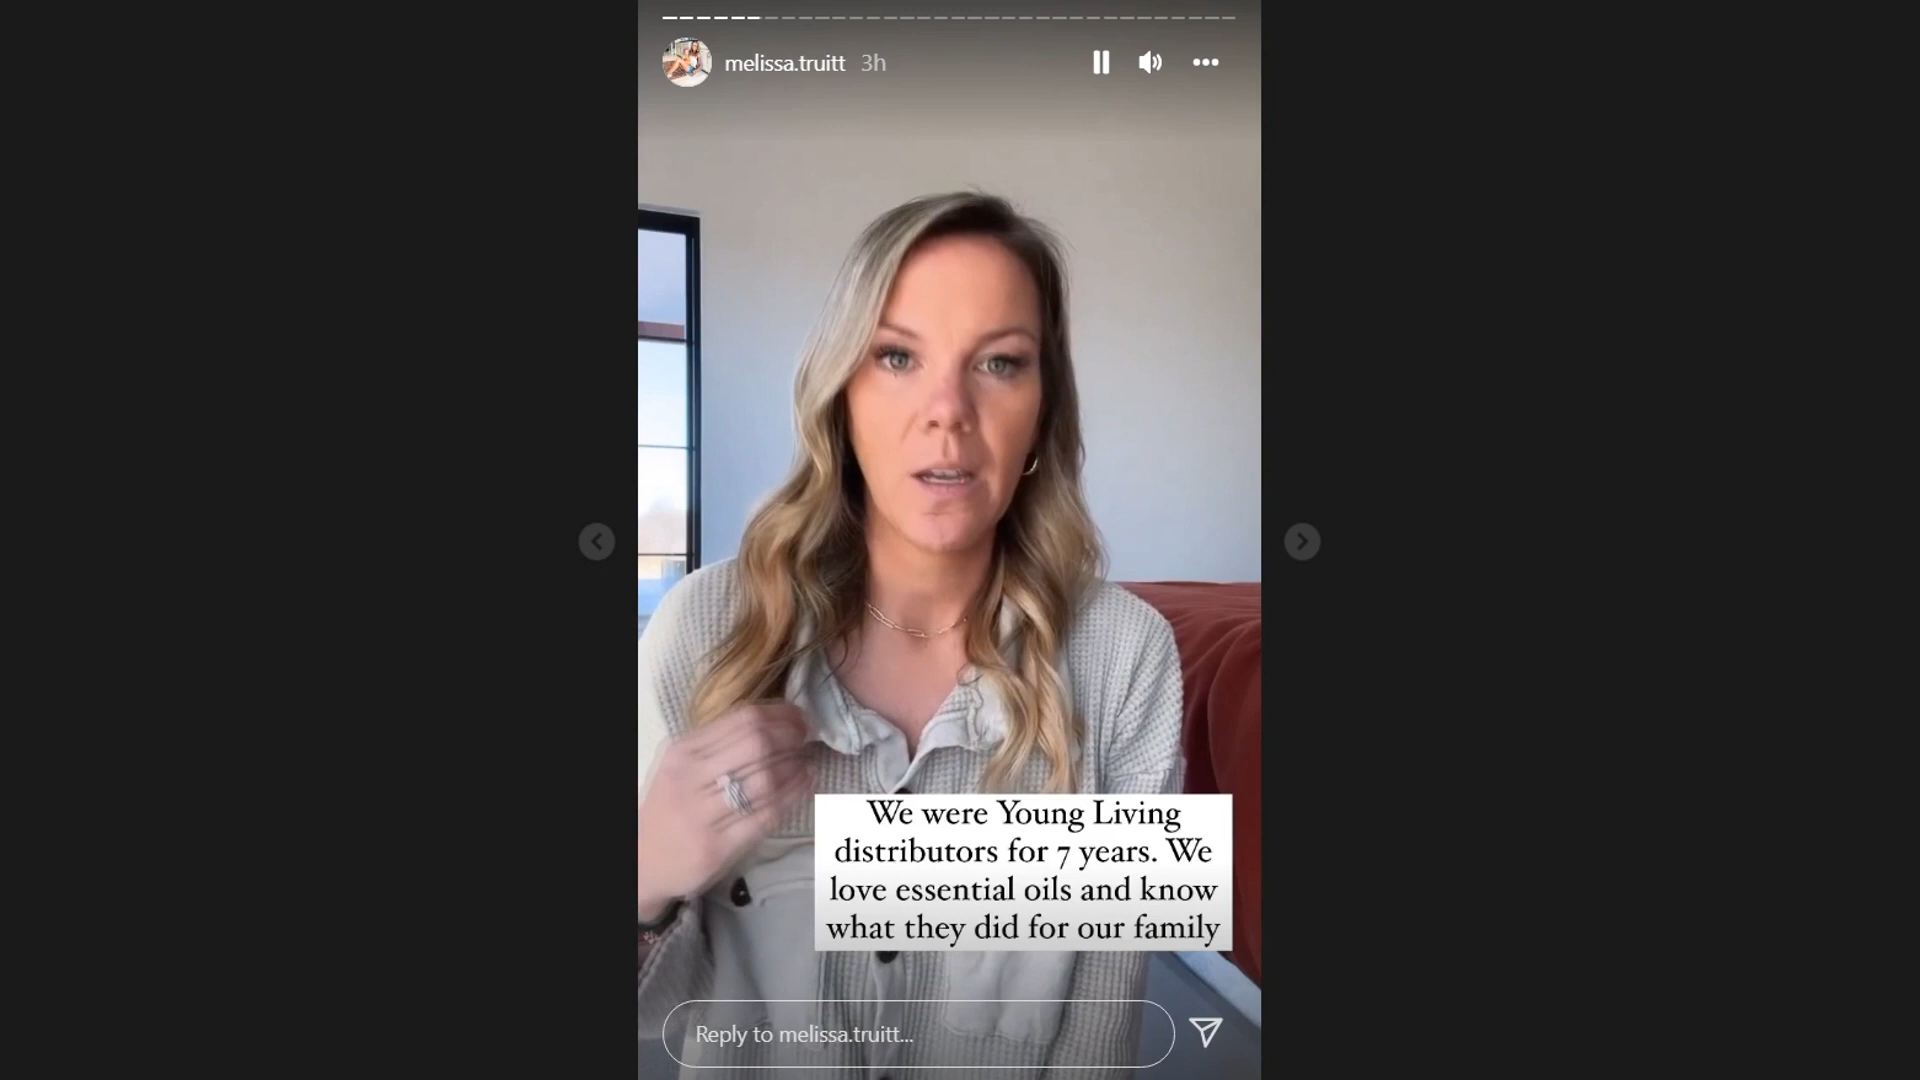 melissa.truitt 3h
We were Young Living
distributors for 7 years. We
love essential oils and know
what they did for our family
Reply to melissa.truitt...